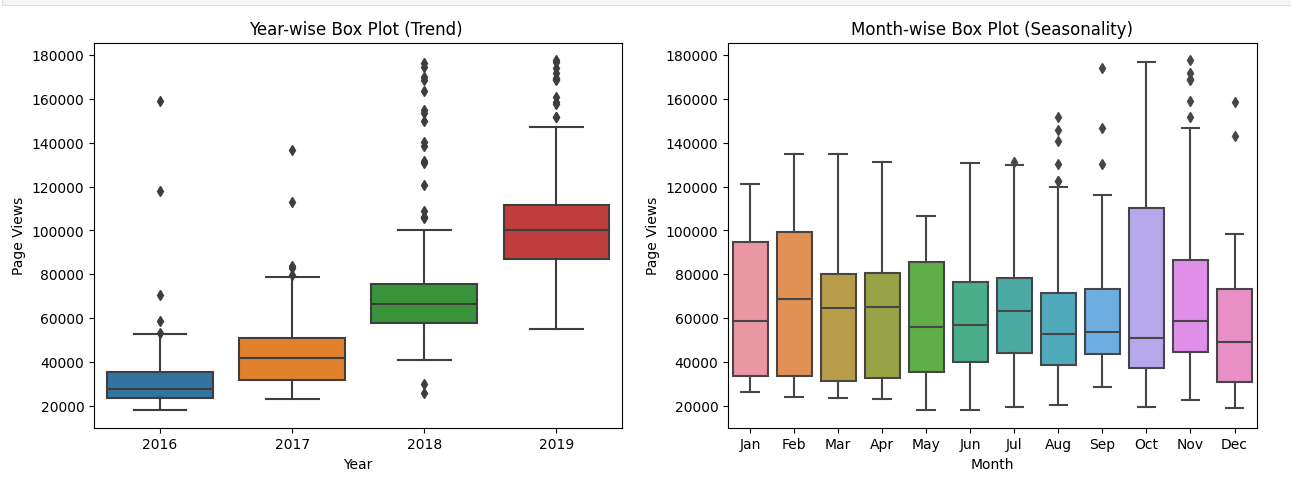 Year-wise Box Plot (Trend)
180000
160000
140000
120000
100000
80000
60000
40000
20000
Page Views
2016 2017 2018 2019
Year
Month-wise Box Plot (Seasonality)
180000
160000
140000
120000
100000
80000
60000
40000
20000
Page Views
Jan Feb Mar Apr May Jun Jul Aug Sep Oct Nov Dec
Month